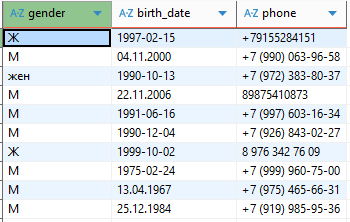 A-Z gender A-Z birth_date A-Z phone
Ж 1997-02-15 +79155284151
М 04.11.2000 +7 (990) 063-96-58
жен 1990-10-13 +7 (972) 383-80-37
М 22.11.2006 89875410873
М 1991-06-16 +7 (997) 603-16-34
М 1990-12-04 +7 (926) 843-02-27
Ж 1999-10-02 8 976 342 76 09
М 1975-02-24 +7 (999) 960-75-00
М 13.04.1967 +7 (975) 465-66-31
М 25.12.1984 +7 (919) 985-95-36